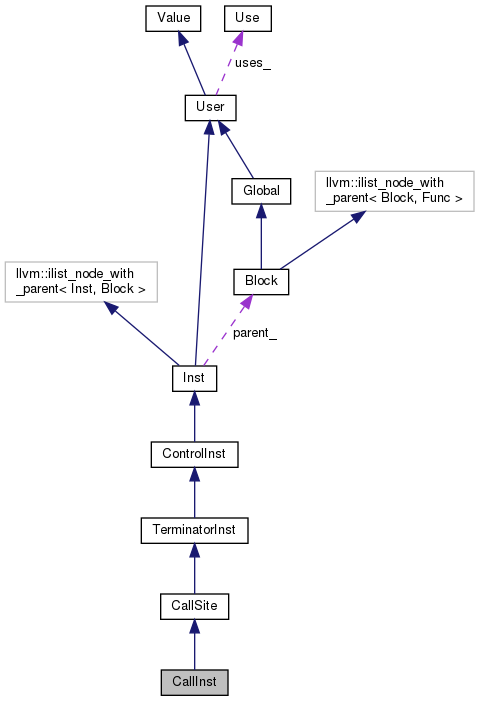 Value
Use
uses_
User
Global
llvm::ilist_node_with
_parent< Block, Func >
llvm::ilist_node_with
_parent< Inst, Block >
Block
parent_
Inst
ControlInst
TerminatorInst
CallSite
CallInst